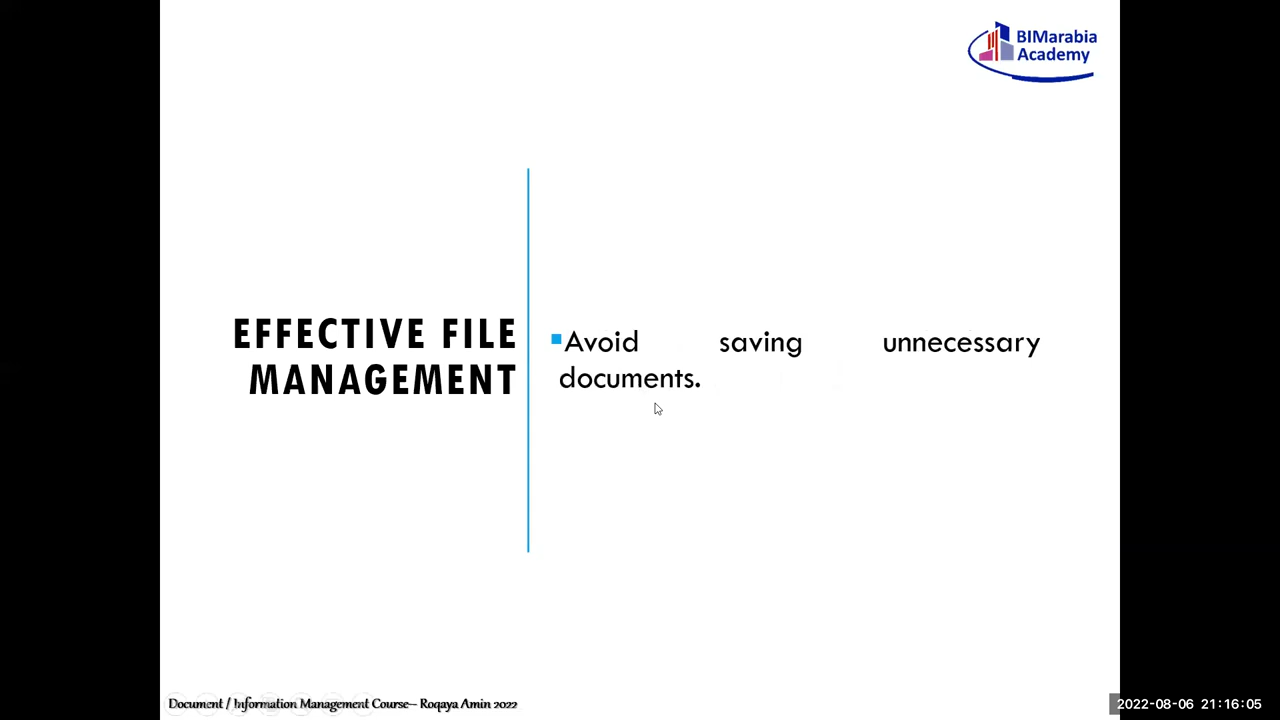 BIMarabia
Academy
EFFECTIVE FILE
MANAGEMENT
Avoid saving unnecessary
documents.
Document / Information Management Course– Roqaya Amin 2022
2022-08-06 21:16:05